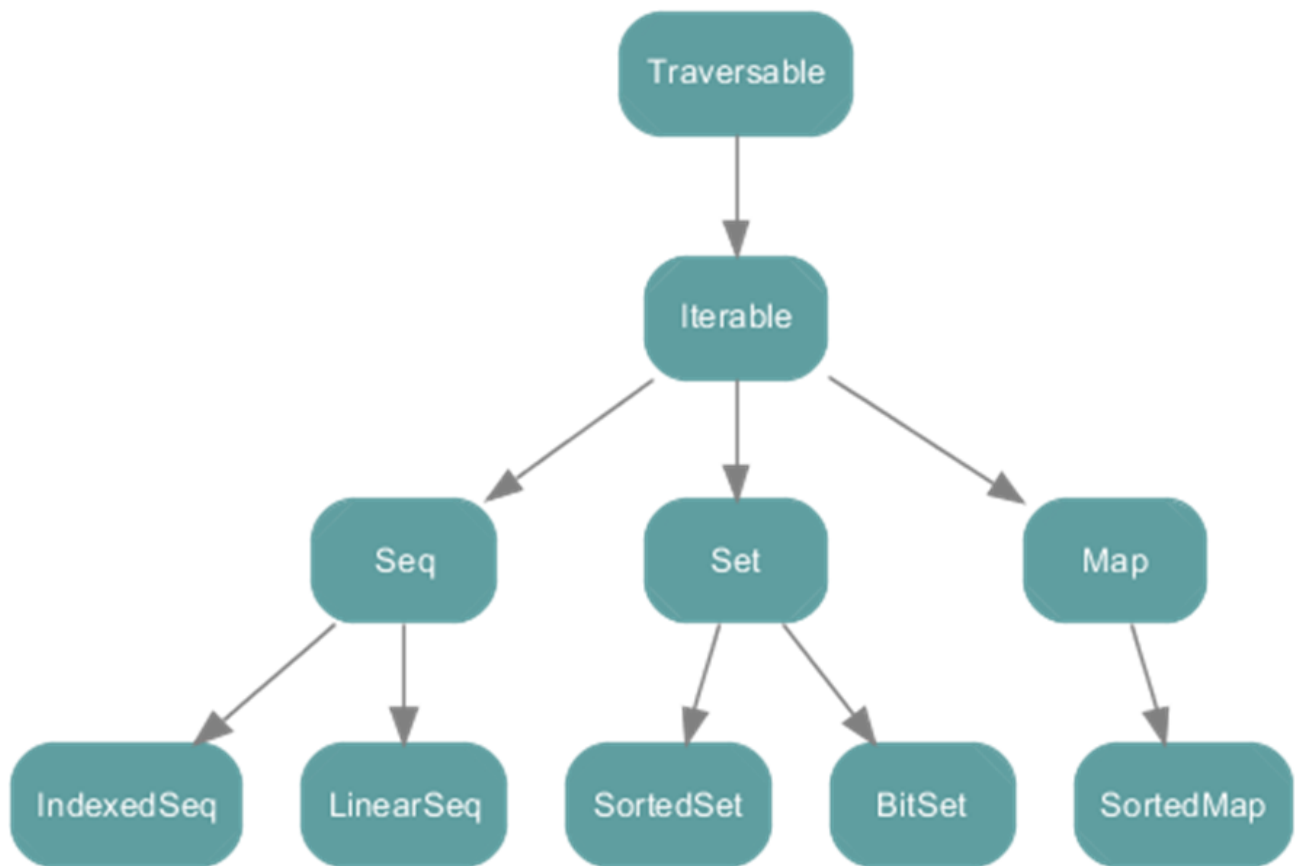 Traversable
Iterable
Seq
Set
Map
IndexedSeq
LinearSeq
SortedSet
BitSet
SortedMap